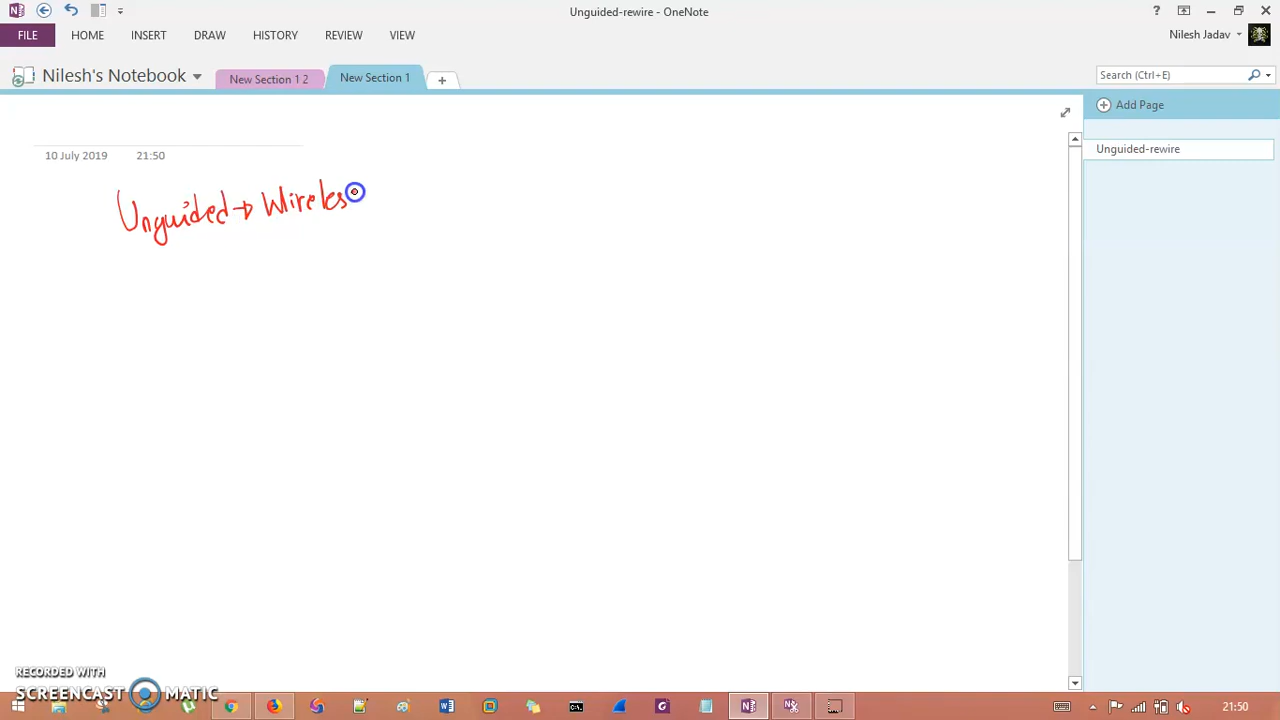 Unguided-rewire - OneNote
FILE HOME INSERT DRAW HISTORY REVIEW VIEW
Nilesh Jadav
Nilesh's Notebook
New Section 1 2
New Section 1
Search (Ctrl+E)
Add Page
Unguided-rewire
10 July 2019 21:50
Unguided → Wireles
RECORDED WITH
SCREENCAST MATIC
21:50